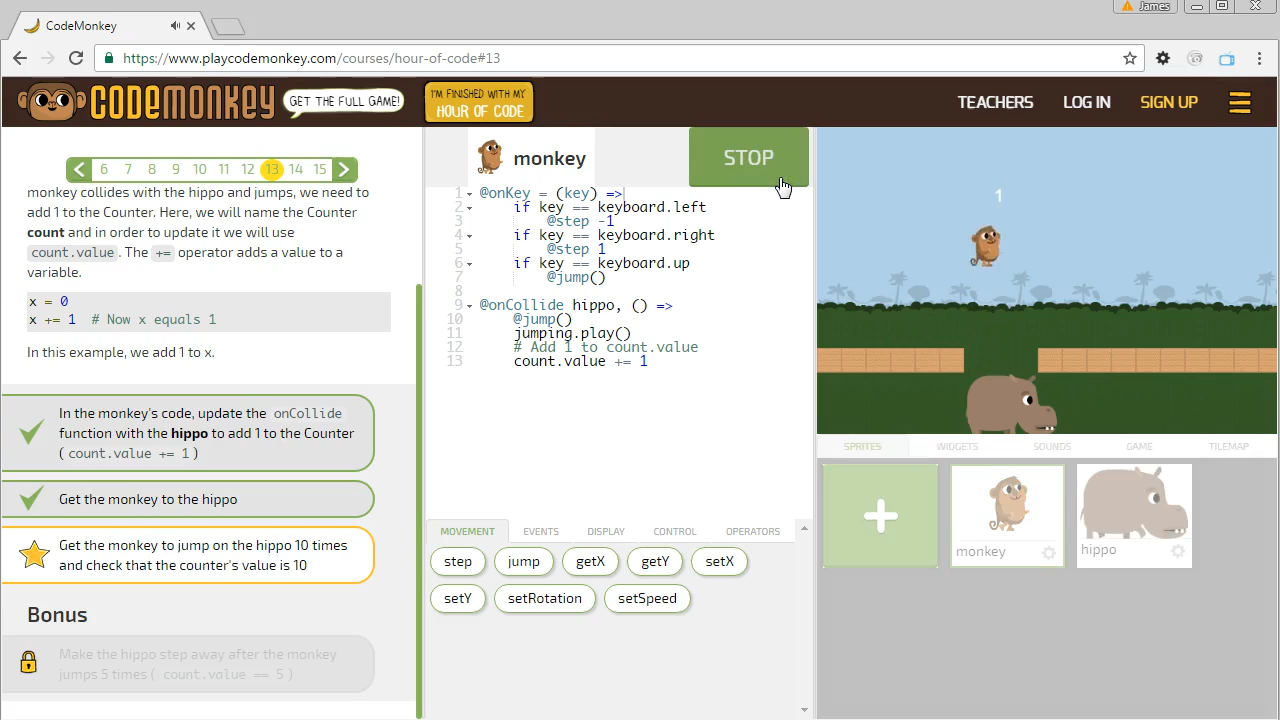 CodeMonkey
James
https://www.playcodemonkey.com/courses/hour-of-code#13
CODEMONKEY
GET THE FULL GAME!
I'M FINISHED WITH MY
HOUR OF CODE
TEACHERS
LOG IN
SIGN UP
6 7 8 9 10 11 12 13 14 15
monkey collides with the hippo and jumps, we need to
add 1 to the Counter. Here, we will name the Counter
count and in order to update it we will use
count.value. The += operator adds a value to a
variable.
x = 0
x += 1 # Now x equals 1
In this example, we add 1 to x.
In the monkey's code, update the onCollide
function with the hippo to add 1 to the Counter
( count.value += 1 )
Get the monkey to the hippo
Get the monkey to jump on the hippo 10 times
and check that the counter's value is 10
Bonus
Make the hippo step away after the monkey
jumps 5 times ( count.value == 5 )
monkey
STOP
1 @onKey = (key) =>
2 if key == keyboard.left
3 @step -1
4 if key == keyboard.right
5 @step 1
6 if key == keyboard.up
7 @jump()
8
9 @onCollide hippo, () =>
10 @jump()
11 jumping.play()
12 # Add 1 to count.value
13 count.value += 1
MOVEMENT EVENTS DISPLAY CONTROL OPERATORS
step jump getX getY setX
setY setRotation setSpeed
1
SPRITES WIDGETS SOUNDS GAME TILEMAP
monkey
hippo